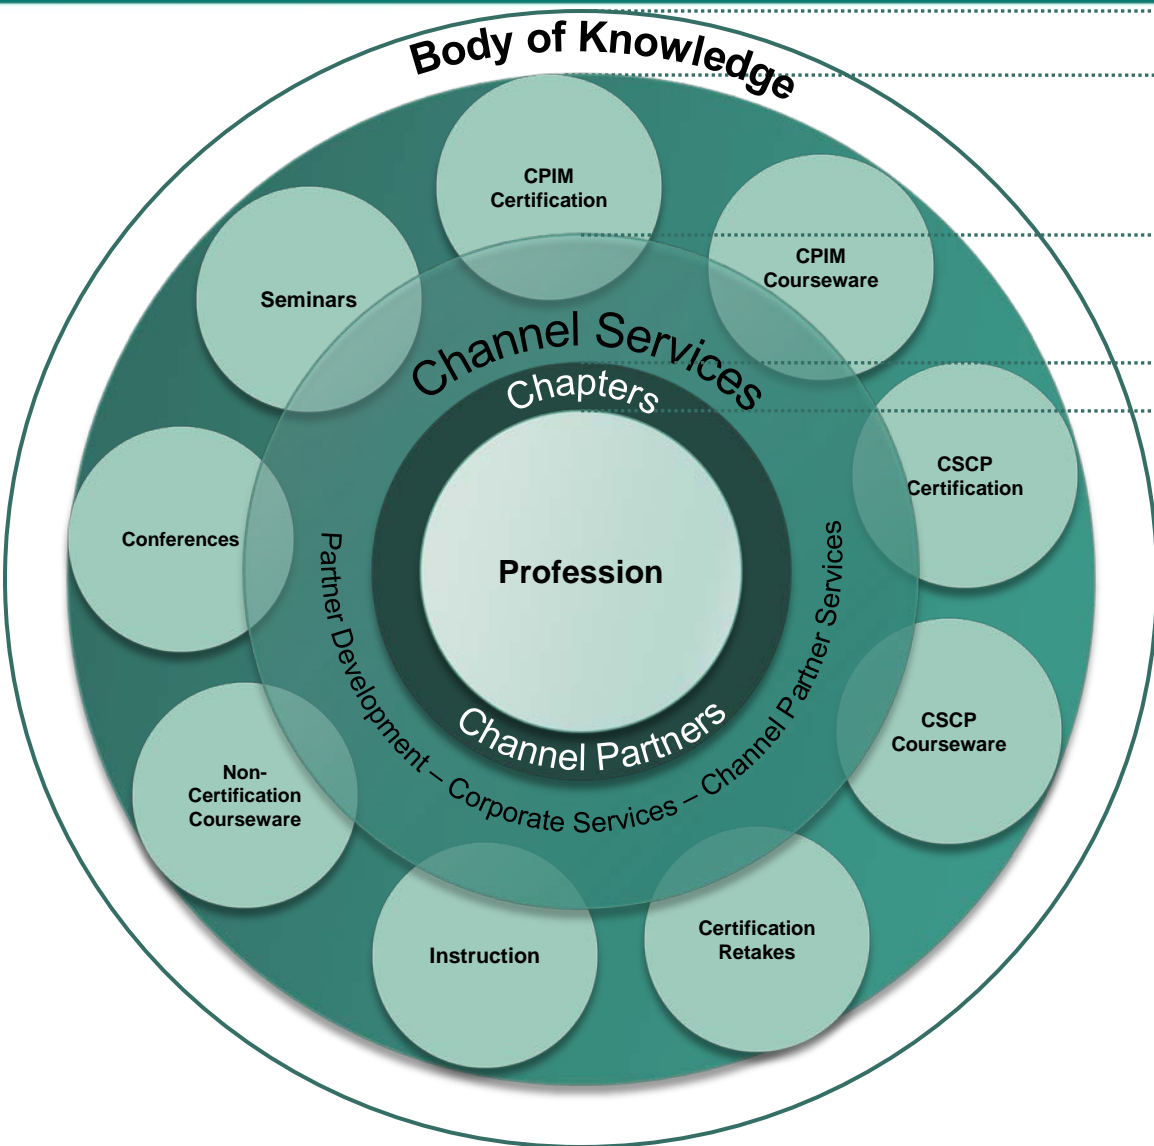 Body of Knowledge
CPIM
Certification
CPIM
Courseware
Seminars
Channel Services
Chapters
CSCP
Certification
Conferences
Profession
Partner Development – Corporate Services – Channel Partner Services
Channel Partners
CSCP
Courseware
Non-
Certification
Courseware
Certification
Retakes
Instruction